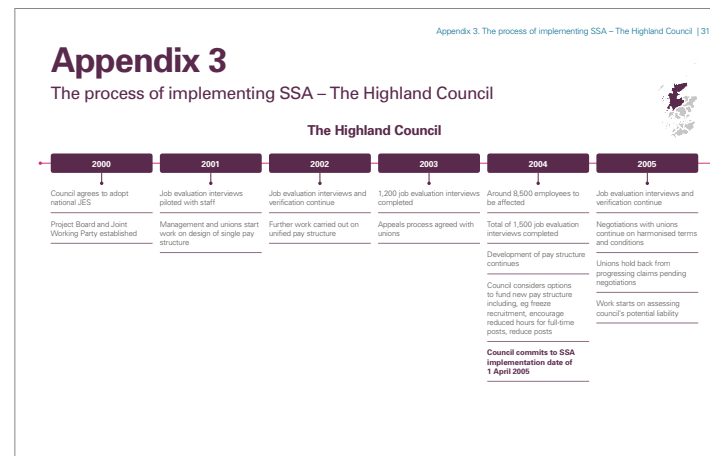 Appendix 3. The process of implementing SSA – The Highland Council | 31
Appendix 3
The process of implementing SSA – The Highland Council
The Highland Council
2000
Council agrees to adopt
national JES
Project Board and Joint
Working Party established
2001
Job evaluation interviews
piloted with staff
Management and unions start
work on design of single pay
structure
2002
Job evaluation interviews and
verification continue
Further work carried out on
unified pay structure
2003
1,200 job evaluation interviews
completed
Appeals process agreed with
unions
2004
Around 8,500 employees to
be affected
Total of 1,500 job evaluation
interviews completed
Development of pay structure
continues
Council considers options
to fund new pay structure
including, eg freeze
recruitment, encourage
reduced hours for full-time
posts, reduce posts
Council commits to SSA
implementation date of
1 April 2005
2005
Job evaluation interviews and
verification continue
Negotiations with unions
continue on harmonised terms
and conditions
Unions hold back from
progressing claims pending
negotiations
Work starts on assessing
council's potential liability